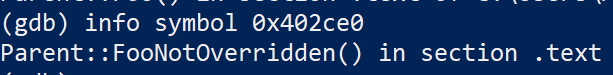 (gdb) info symbol 0x402ce0
Parent::FooNotOverridden() in section .text